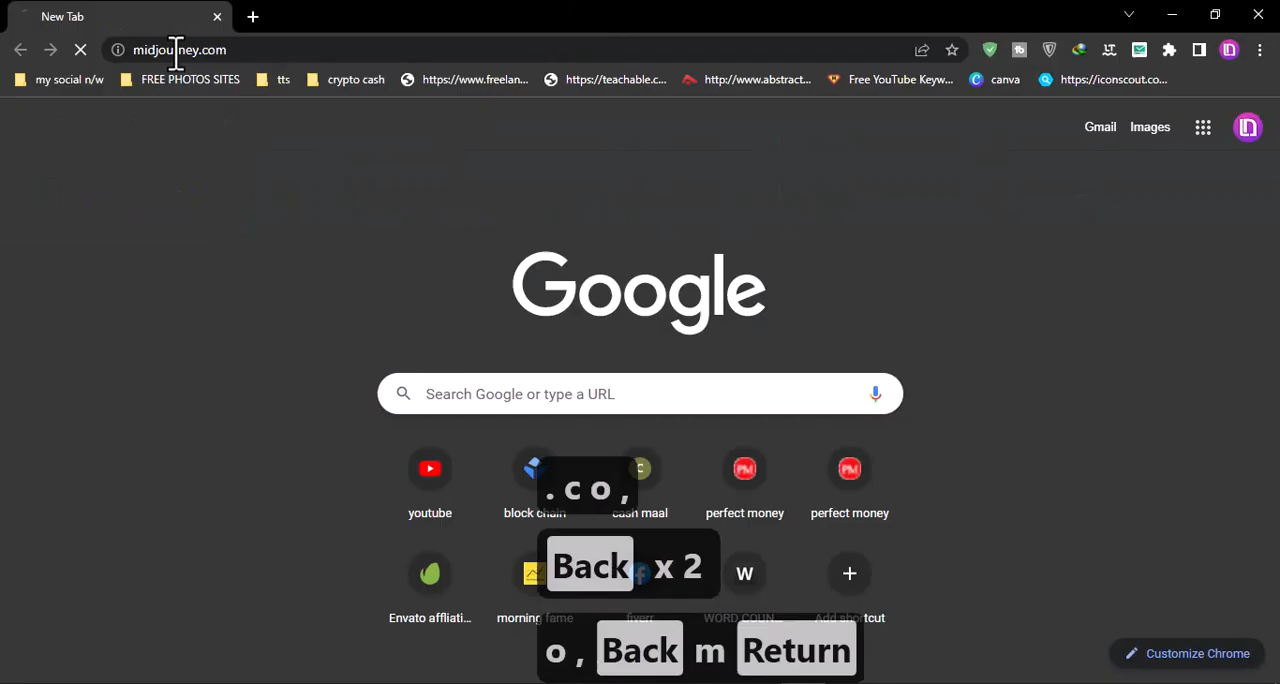 New Tab
midjourney.com
my social n/w
FREE PHOTOS SITES
tts
crypto cash
https://www.freelan...
https://teachable.c...
http://www.abstract...
Free YouTube Keyw...
canva
https://iconscout.co...
Gmail
Images
Google
Search Google or type a URL
youtube
block chain
cash maal
perfect money
perfect money
. c o ,
Back x 2
W
Envato affliati...
morning fame
fiverr
WORD COUN...
Add shortcut
o , Back m Return
Customize Chrome